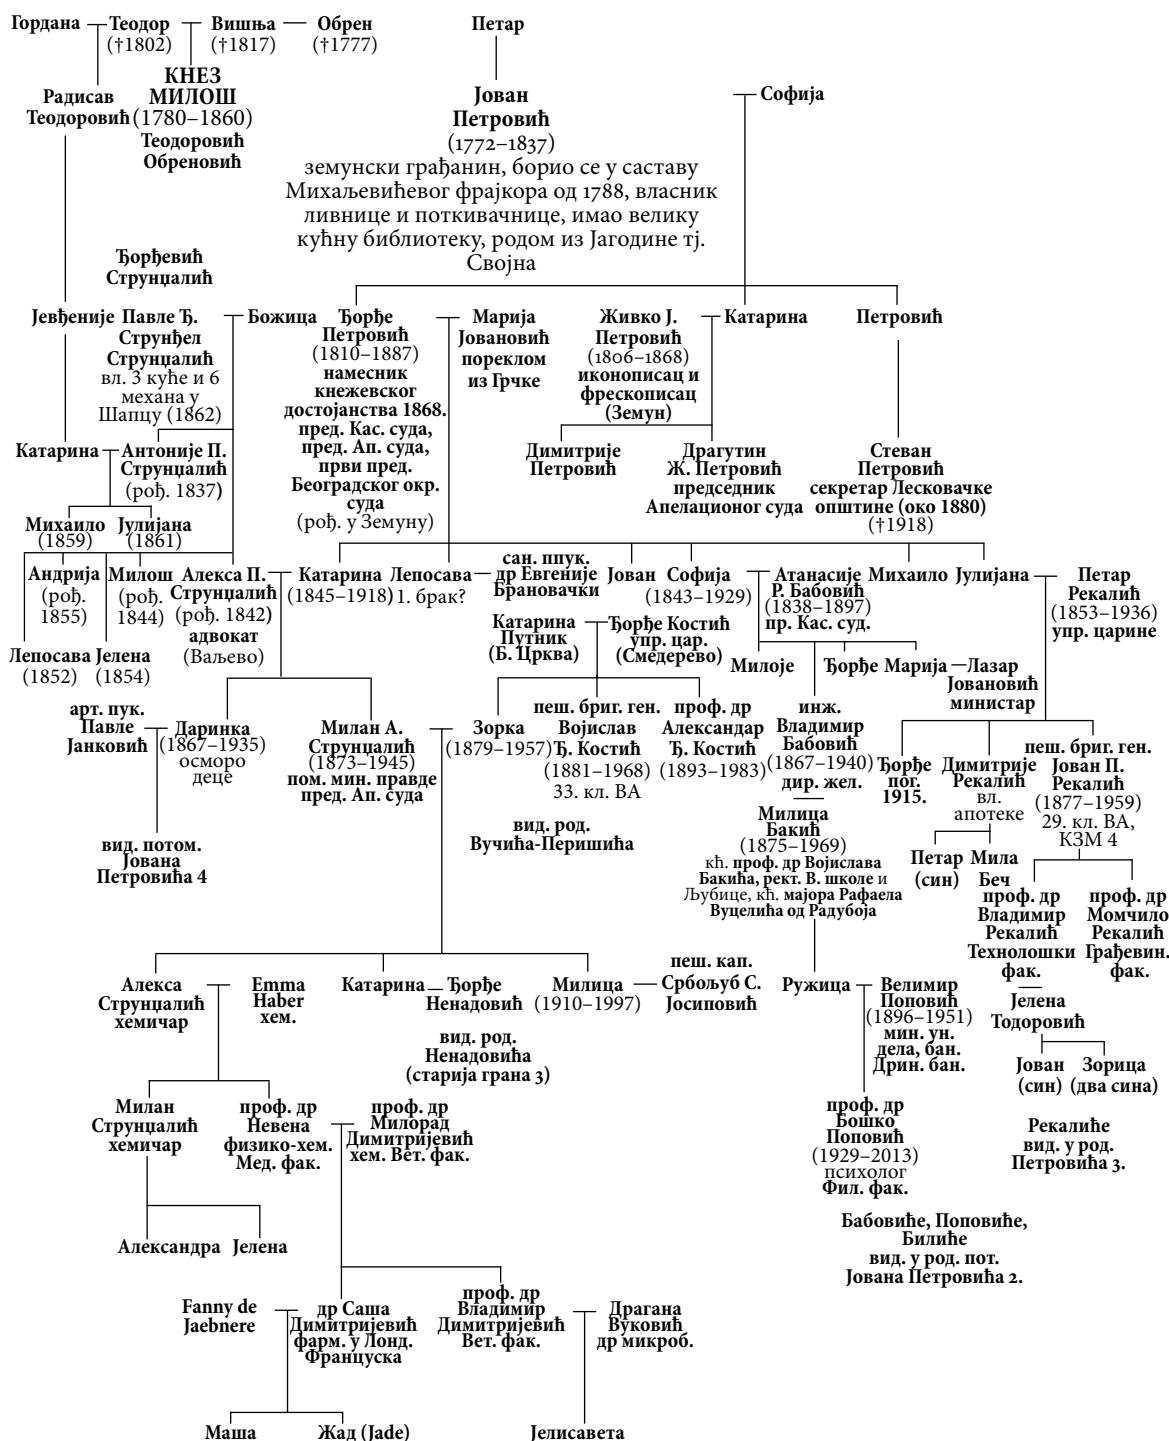 Гордана
Теодор
(†1802)
Вишња
(†1817)
Обрен
(†1777)
Петар
Радисав
Теодоровић
КНЕЗ
МИЛОШ
(1780–1860)
Теодоровић
Обреновић
Јован
Петровић
(1772–1837)
земунски грађанин, борио се у саставу
Михаљевићевог фрајкора од 1788, власник
ливнице и поткивачнице, имао велику
кућну библиотеку, родом из Јагодине тј.
Својна
Софија
Ђорђевић
Струнџалић
Јевђеније
Павле Ђ.
Струнђел
Струнџалић
вл. 3 куће и 6
механа у
Шапцу (1862)
Божица
Ђорђе
Петровић
(1810–1887)
намесник
кнежевског
достојанства 1868.
пред. Кас. суда,
пред. Ап. суда,
први пред.
Београдског окр.
суда
(рођ. у Земуну)
Марија
Јовановић
пореклом
из Грчке
Живко Ј.
Петровић
(1806–1868)
иконописац и
фрескописац
(Земун)
Катарина
Петровић
Катарина
Антоније П.
Струнџалић
(рођ. 1837)
Димитрије
Петровић
Драгутин
Ж. Петровић
председник
Апелационог суда
Стеван
Петровић
секретар Лесковачке
општине (око 1880)
(†1918)
Михаило
(1859)
Јулијана
(1861)
Андрија
(рођ.
1855)
Милош
(рођ.
1844)
Алекса П.
Струнџалић
(рођ. 1842)
адвокат
(Ваљево)
Катарина
(1845–1918)
Лепосава
1. брак?
сан. ппук.
др Евгеније
Брановачки
Јован
Софија
(1843–1929)
Атанасије
Р. Бабовић
(1838–1897)
пр. Кас. суд.
Михаило
Јулијана
Петар
Рекалић
(1853–1936)
упр. царине
Лепосава
(1852)
Јелена
(1854)
Катарина
Путник
(Б. Црква)
Ђорђе Костић
упр. цар.
(Смедерево)
Милоје
Ђорђе
Марија
Лазар
Јовановић
министар
арт. пук.
Павле
Јанковић
Даринка
(1867–1935)
осморо
деце
Милан А.
Струнџалић
(1873–1945)
пом. мин. правде
пред. Ап. суда
Зорка
(1879–1957)
пеш. бриг. ген.
Војислав
Ђ. Костић
(1881–1968)
33. кл. ВА
проф. др
Александар
Ђ. Костић
(1893–1983)
инж.
Владимир
Бабовић
(1867–1940)
дир. жел.
Ђорђе
пог.
1915.
Димитрије
Рекалић
вл.
апотеке
пеш. бриг. ген.
Јован П.
Рекалић
(1877–1959)
29. кл. ВА,
КЗМ 4
вид. род.
Вучића-Перишића
Милица
Бакић
(1875–1969)
кћ. проф. др Војислава
Бакића, рект. В. школе и
Љубице, кћ. мајора Рафаела
Вуцелића од Радубоја
вид. потом.
Јована
Петровића 4
Петар
(син)
Мила
Беч
проф. др
Владимир
Рекалић
Технолошки
фак.
проф. др
Момчило
Рекалић
Грађевин.
фак.
Алекса
Струнџалић
хемичар
Emma
Haber
хем.
Катарина
Ђорђе
Ненадовић
Милица
(1910–1997)
пеш. кап.
Србољуб С.
Јосиповић
Ружица
Велимир
Поповић
(1896–1951)
мин. ун.
дела, бан.
Дрин. бан.
Јелена
Тодоровић
вид. род.
Ненадовића
(старија грана 3)
Јован
(син)
Зорица
(два сина)
Милан
Струнџалић
хемичар
проф. др
Невена
физико-хем.
Мед. фак.
проф. др
Милорад
Димитријевић
хем. Вет. фак.
проф. др
Бошко
Поповић
(1929–2013)
психолог
Фил. фак.
Рекалиће
вид. у род.
Петровића 3.
Александра
Јелена
Бабовиће, Поповиће,
Билиће
вид. у род. пот.
Јована Петровића 2.
Fanny de
Jaebnere
др Саша
Димитријевић
фарм. у Лонд.
Француска
проф. др
Владимир
Димитријевић
Вет. фак.
Драгана
Вуковић
др микроб.
Маша
Жад (Jade)
Јелисавета